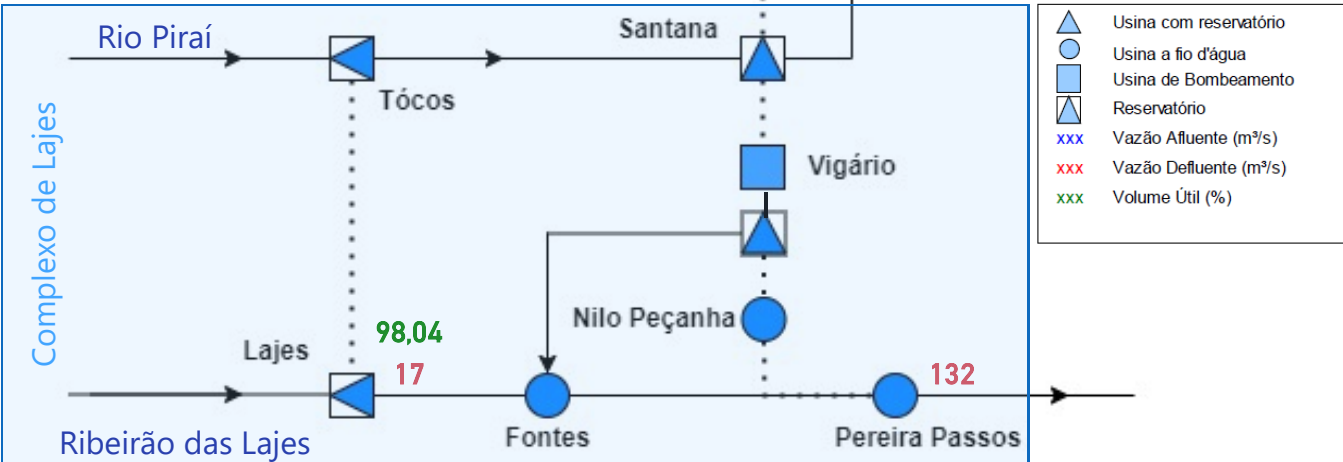 Rio Piraí
Santana
Tócos
Complexo de Lajes
Vigário
Nilo Peçanha
98,04
Lajes
17
132
Fontes
Pereira Passos
Ribeirão das Lajes
Usina com reservatório
Usina a fio d'água
Usina de Bombeamento
Reservatório
xxx Vazão Afluente (m³/s)
xxx Vazão Defluente (m³/s)
xxx Volume Útil (%)